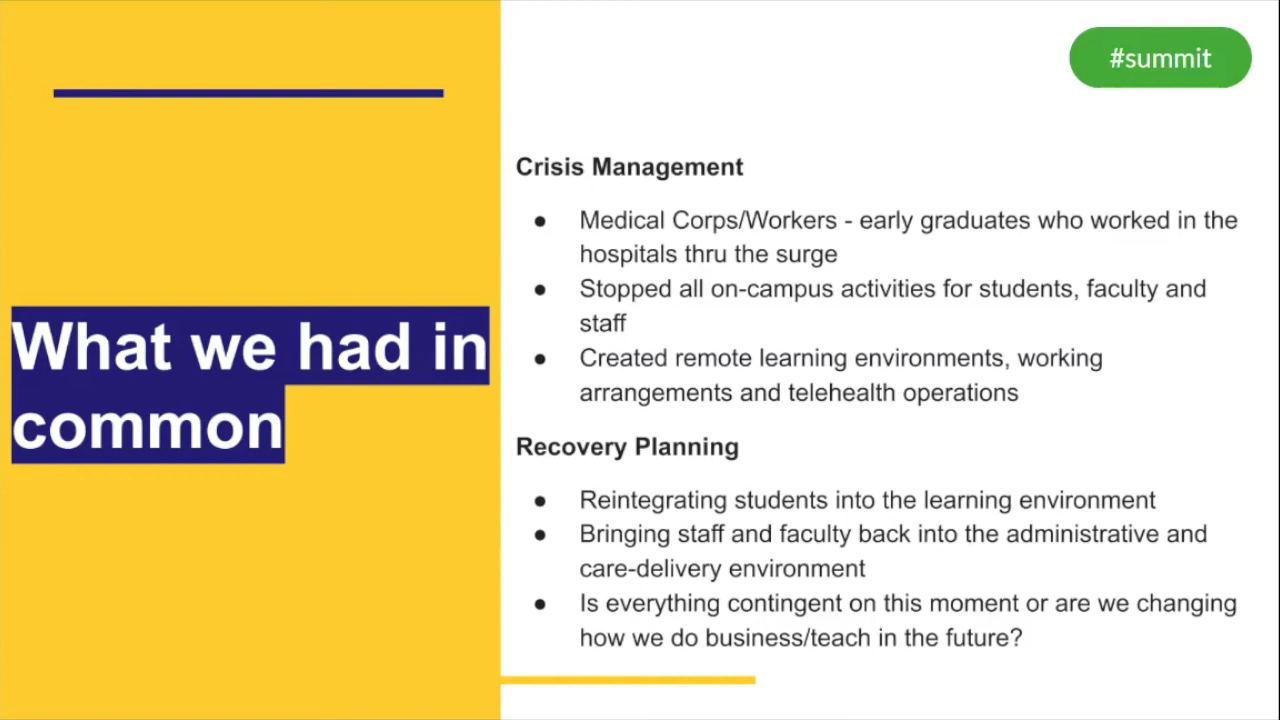 #summit
What we had in
common
Crisis Management
● Medical Corps/Workers - early graduates who worked in the
hospitals thru the surge
● Stopped all on-campus activities for students, faculty and
staff
● Created remote learning environments, working
arrangements and telehealth operations
Recovery Planning
● Reintegrating students into the learning environment
● Bringing staff and faculty back into the administrative and
care-delivery environment
● Is everything contingent on this moment or are we changing
how we do business/teach in the future?